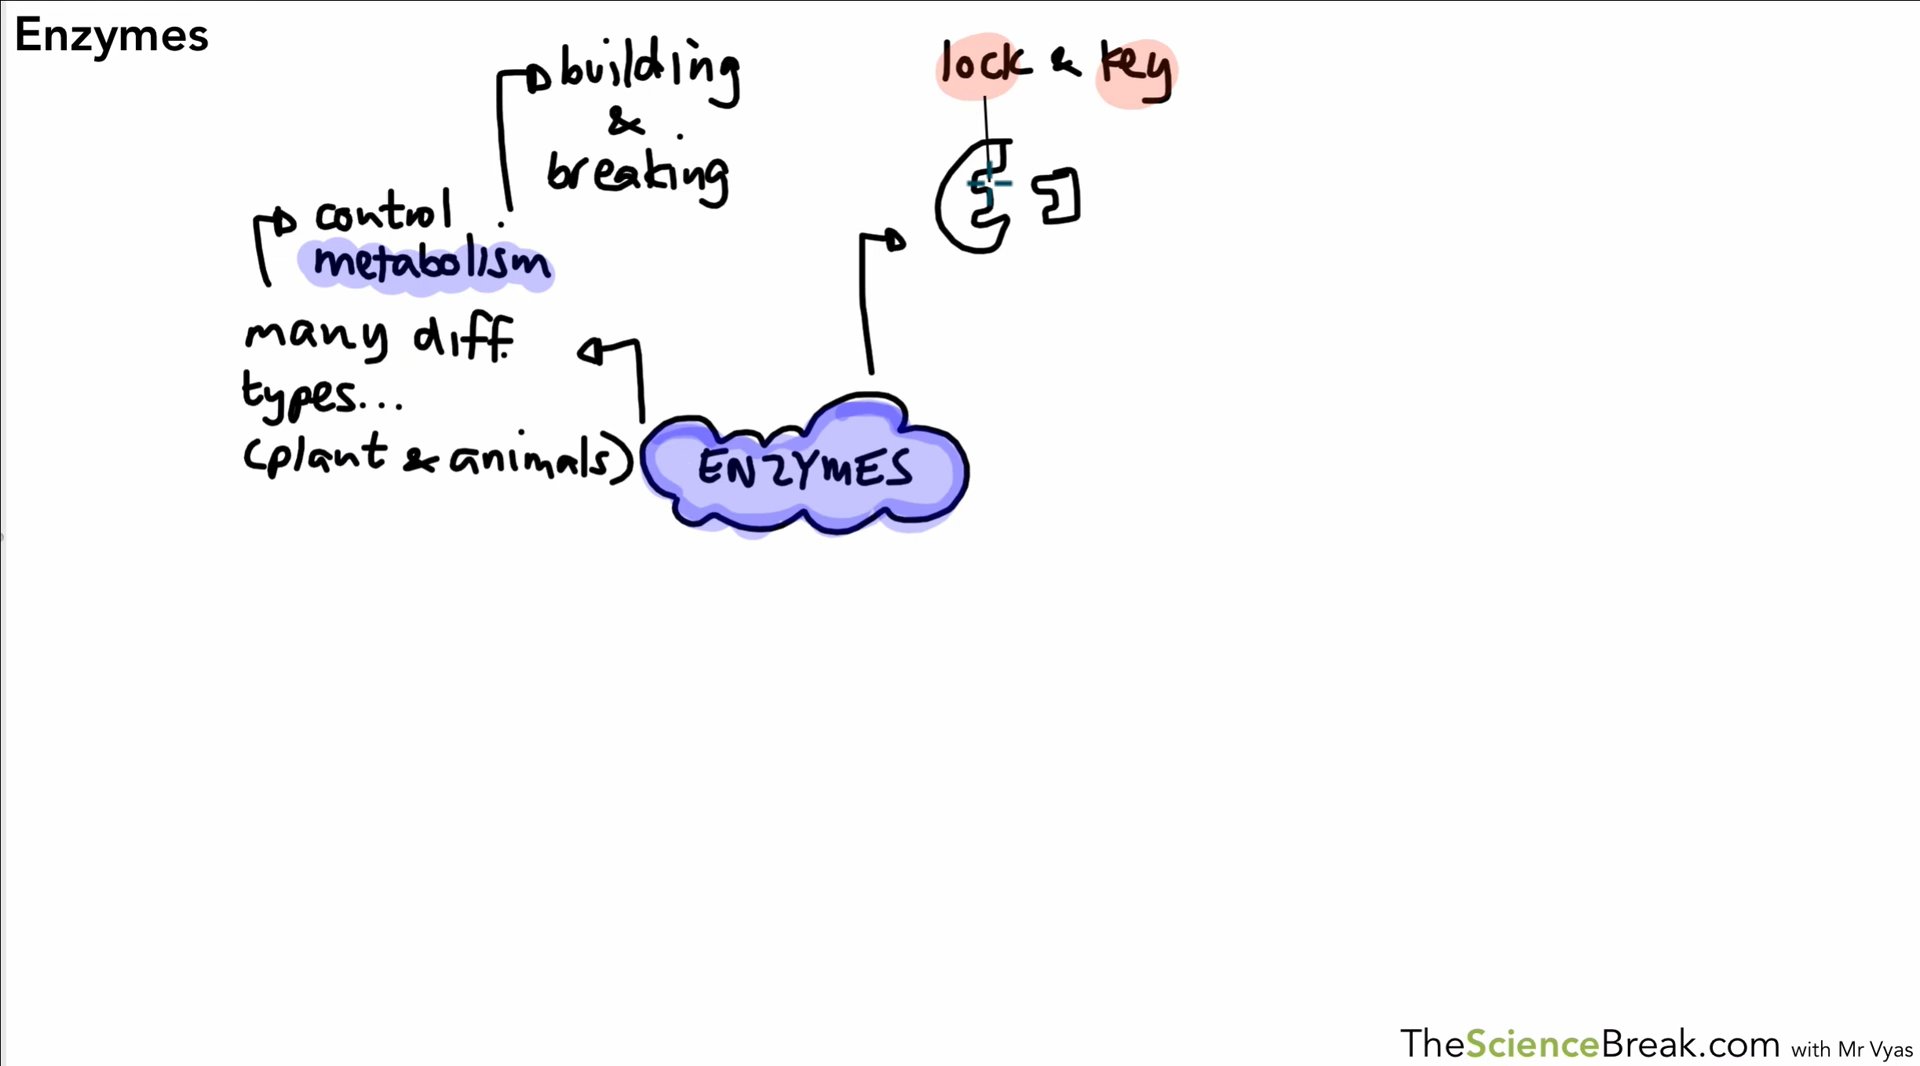 Enzymes
building
&
breaking
control
metabolism
many diff.
types...
(plant & animals)
lock & key
ENZYMES
TheScienceBreak.com with Mr Vyas